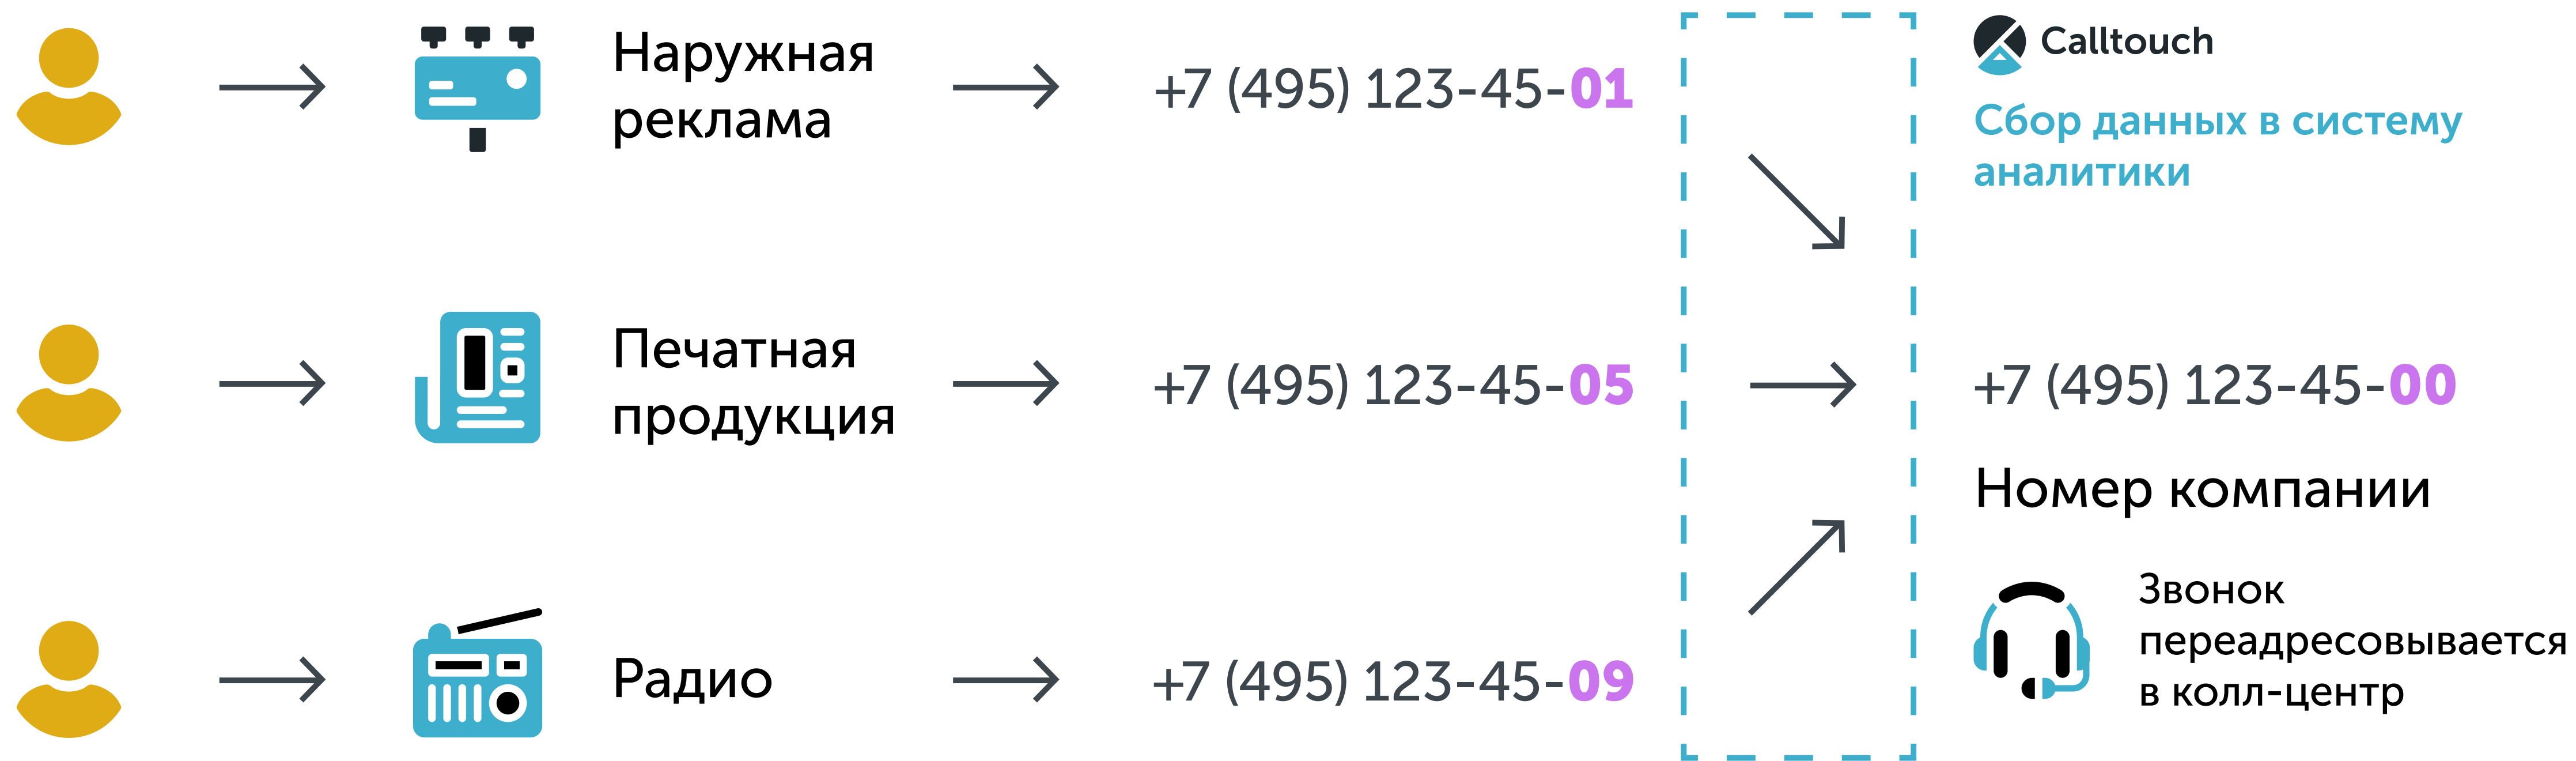 Наружная
реклама
+7 (495) 123-45-01
Calltouch
Сбор данных в систему
аналитики
Печатная
продукция
+7 (495) 123-45-05
+7 (495) 123-45-00
Номер компании
Радио
+7 (495) 123-45-09
Звонок
переадресовывается
в колл-центр